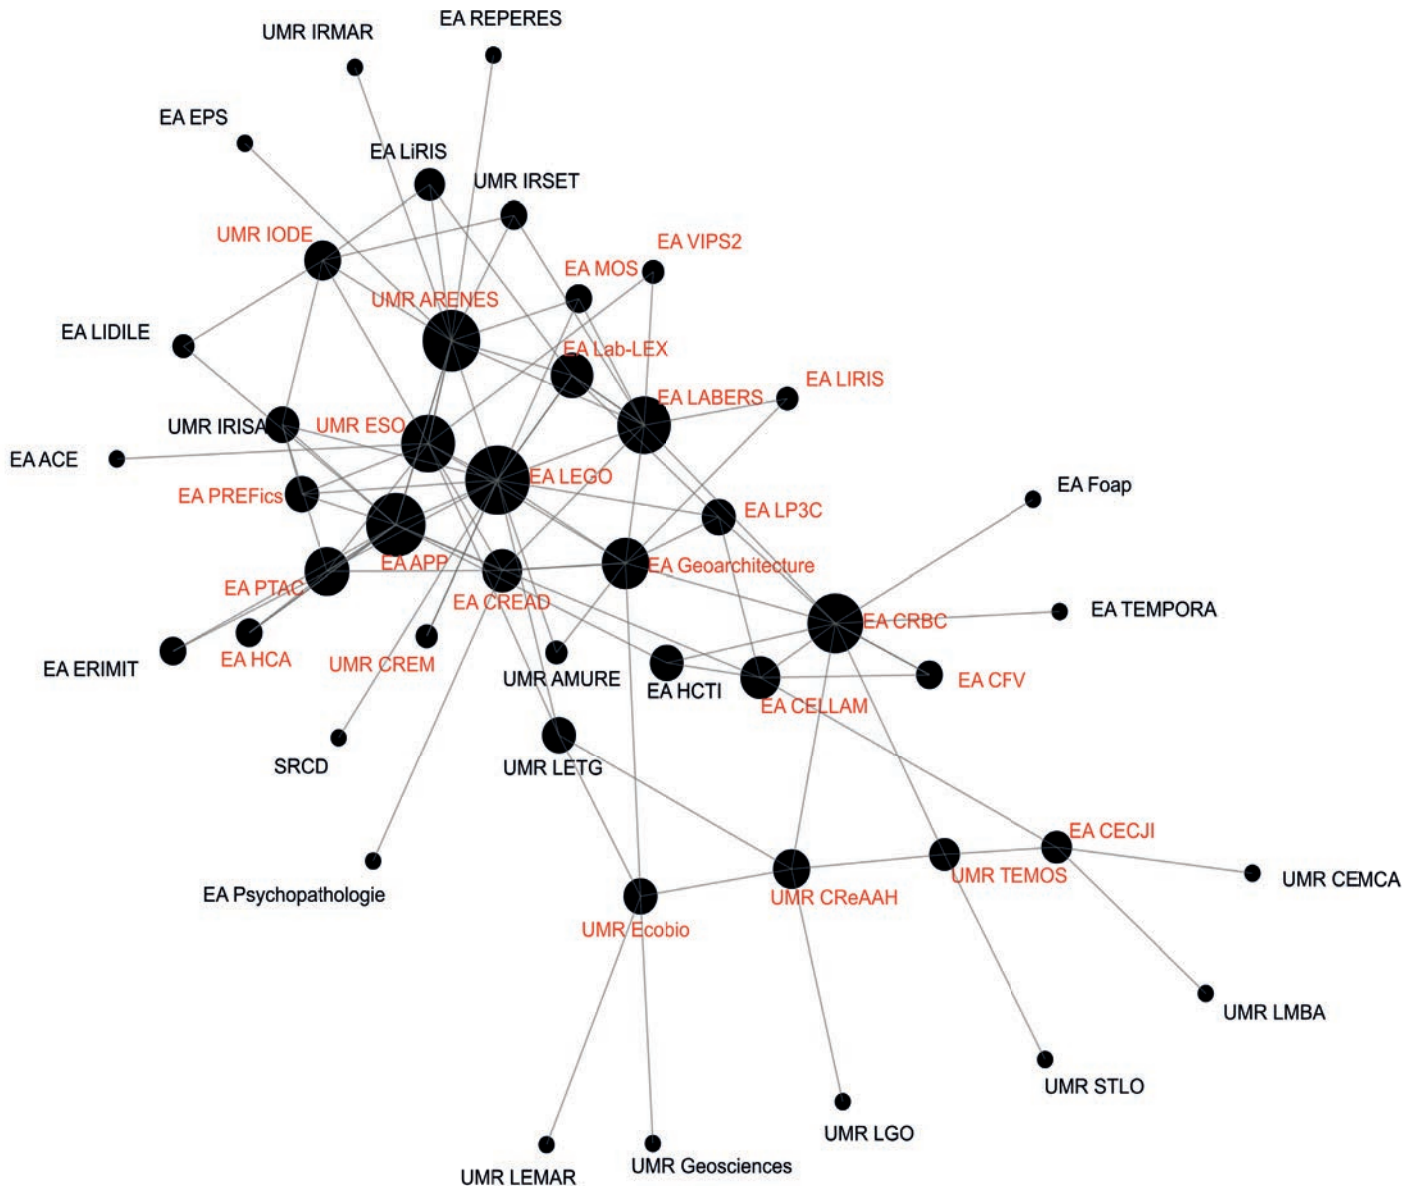 EA REPERES
UMR IRMAR
EA EPS
EA LiRIS
UMR IRSET
UMR IODE
EA VIPS2
EA MOS
UMR ARENES
EA LIDILE
EA Lab-LEX
EA LIRIS
EA LABERS
UMR IRISA
UMR ESO
EA ACE
EA LEGO
EA Foap
EA PREFics
EA LP3C
EA APP
EA Geoarchitecture
EA PTAC
EA CREAD
EA TEMPORA
EA CRBC
EA HCA
UMR CREM
EA ERIMIT
UMR AMURE
EA HCTI
EA CFV
EA CELLAM
SRCD
UMR LETG
EA CECJI
UMR TEMOS
UMR CEMCA
EA Psychopathologie
UMR CReAAH
UMR Ecobio
UMR LMBA
UMR STLO
UMR LGO
UMR Geosciences
UMR LEMAR